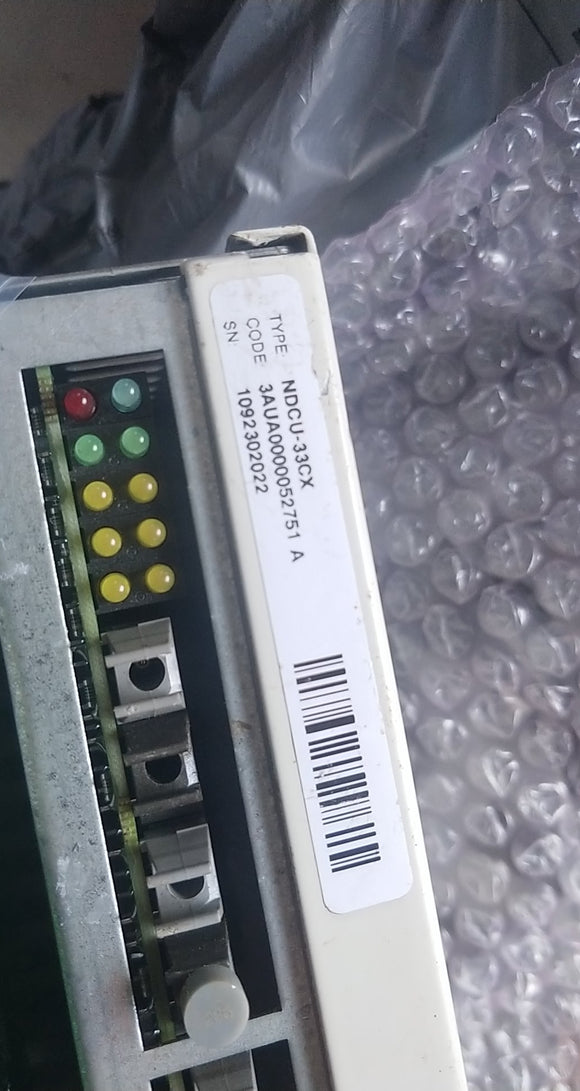 TYPE: NDCU-33CX
CODE: 3AUA0000052751 A
SN: 1092302022